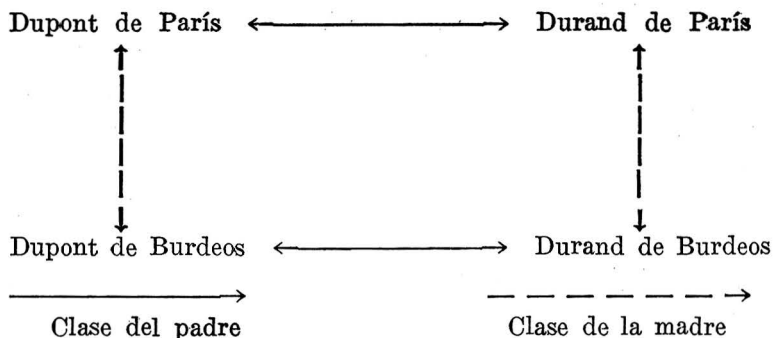 Dupont de París Durand de París
Dupont de Burdeos Durand de Burdeos
Clase del padre Clase de la madre